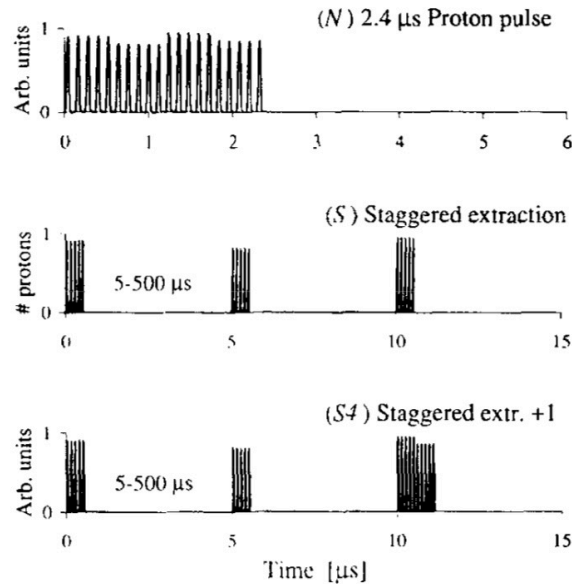 (N) 2.4 µs Proton pulse
Arb. units
1
0
0 1 2 3 4 5 6
(S) Staggered extraction
# protons
1
5-500 µs
0
0 5 10 15
(S4) Staggered extr. +1
Arb. units
1
5-500 µs
0
0 5 10 15
Time [µs]